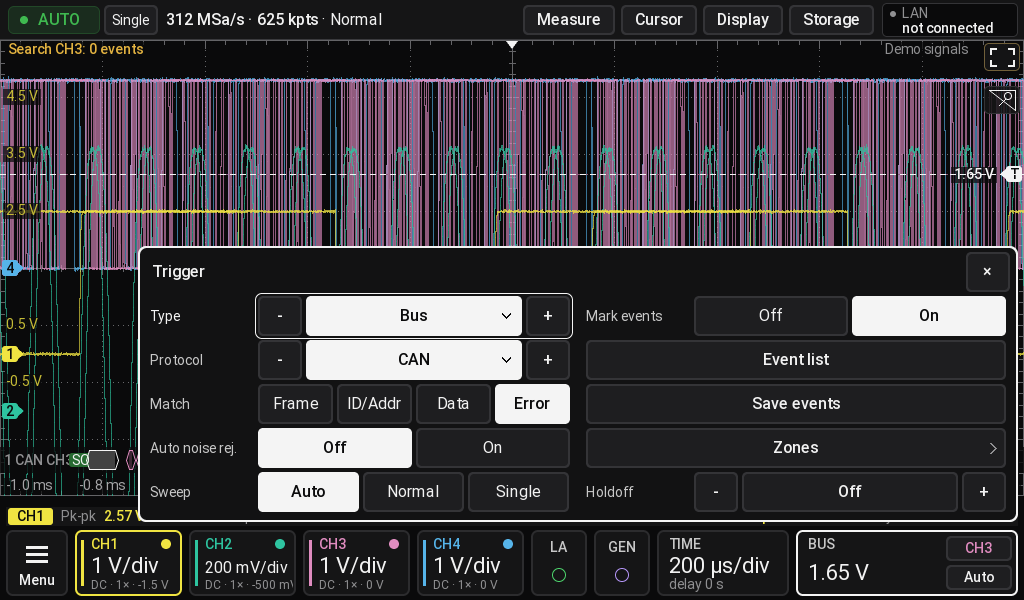 AUTO Single 312 MSa/s · 625 kpts · Normal Measure Cursor Display Storage LAN not connected
Search CH3: 0 events Demo signals
4.5 V
3.5 V
1.65 V T
2.5 V
4
Trigger ×
Type - Bus + Mark events Off On
0.5 V
1
Protocol - CAN + Event list
-0.5 V
Match Frame ID/Addr Data Error Save events
2
Auto noise rej. Off On Zones
1 CAN CH3 SO
-1.0 ms -0.8 ms
Sweep Auto Normal Single Holdoff - Off +
CH1 Pk-pk 2.57 V
Menu
CH1 1 V/div DC · 1× · -1.5 V
CH2 200 mV/div DC · 1× · -500 mV
CH3 1 V/div DC · 1× · 0 V
CH4 1 V/div DC · 1× · 0 V
LA
GEN
TIME 200 µs/div delay 0 s
BUS 1.65 V CH3 Auto